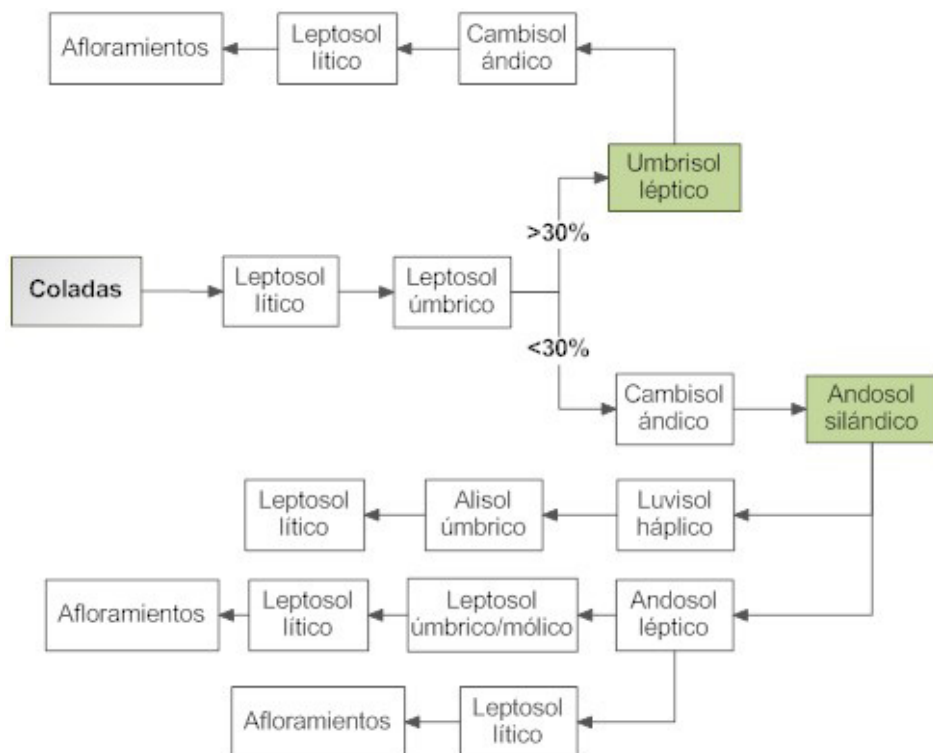 Afloramientos
Leptosol
lítico
Cambisol
ándico
Umbrisol
léptico
>30%
Coladas
Leptosol
lítico
Leptosol
úmbrico
<30%
Cambisol
ándico
Andosol
silándico
Leptosol
lítico
Alisol
úmbrico
Luvisol
háplico
Afloramientos
Leptosol
lítico
Leptosol
úmbrico/mólico
Andosol
léptico
Afloramientos
Leptosol
lítico